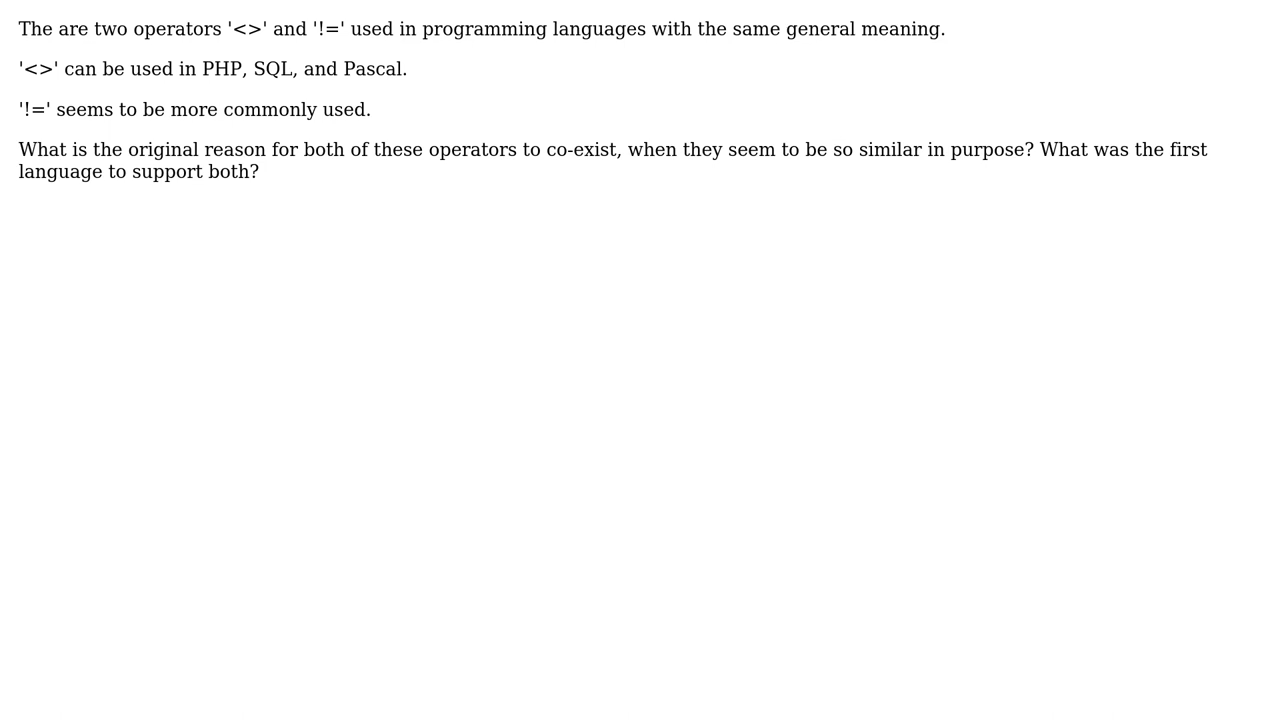 The are two operators '<>' and '!=' used in programming languages with the same general meaning.
'<>' can be used in PHP, SQL, and Pascal.
'!=' seems to be more commonly used.
What is the original reason for both of these operators to co-exist, when they seem to be so similar in purpose? What was the first
language to support both?